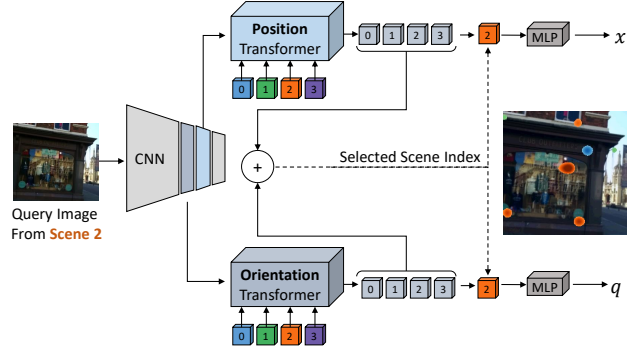 Position
Transformer
0 1 2 3
2
MLP
x
0 1 2 3
CNN
+
Selected Scene Index
Query Image
From Scene 2
Orientation
Transformer
0 1 2 3
2
MLP
q
0 1 2 3